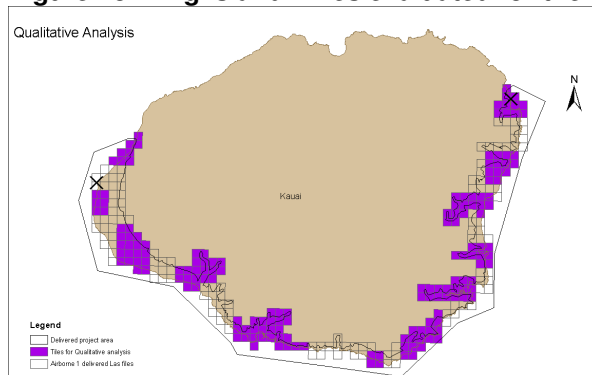 Qualitative Analysis
N
Kauai
Legend
Delivered project area
Tiles for Qualitative analysis
Airborne 1 delivered Las files